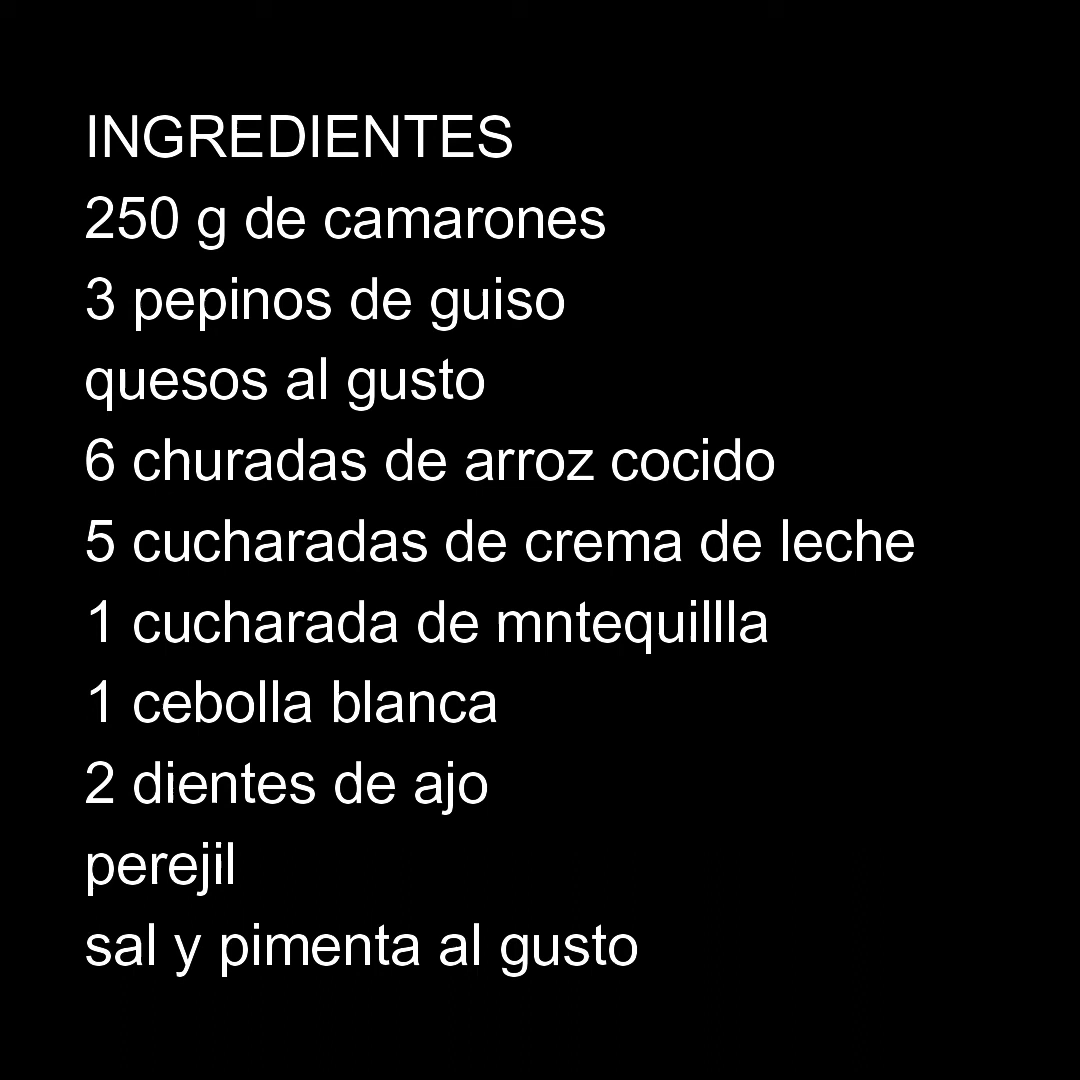 INGREDIENTES
250 g de camarones
3 pepinos de guiso
quesos al gusto
6 churadas de arroz cocido
5 cucharadas de crema de leche
1 cucharada de mntequillla
1 cebolla blanca
2 dientes de ajo
perejil
sal y pimenta al gusto